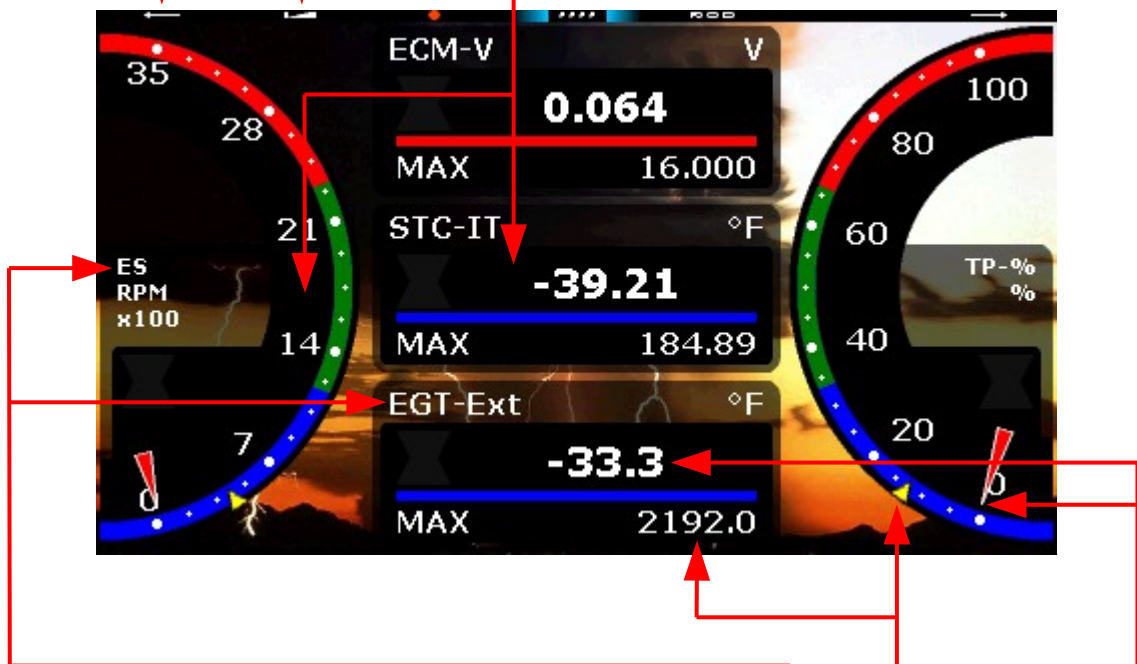 ECM-V V
0.064
MAX 16.000
STC-IT °F
-39.21
MAX 184.89
EGT-Ext °F
-33.3
MAX 2192.0
35
28
21
14
7
0
ES
RPM
x100
100
80
60
40
20
0
TP-%
%